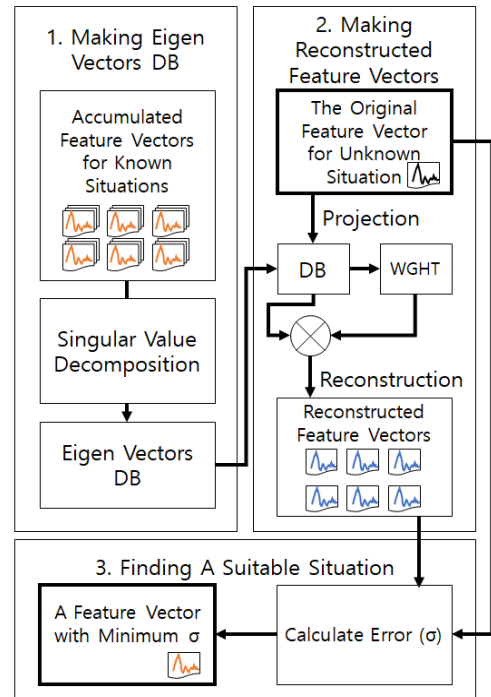 1. Making Eigen
Vectors DB
Accumulated
Feature Vectors
for Known
Situations
Singular Value
Decomposition
Eigen Vectors
DB
2. Making
Reconstructed
Feature Vectors
The Original
Feature Vector
for Unknown
Situation
Projection
DB
WGHT
Reconstruction
Reconstructed
Feature Vectors
3. Finding A Suitable Situation
A Feature Vector
with Minimum σ
Calculate Error (σ)